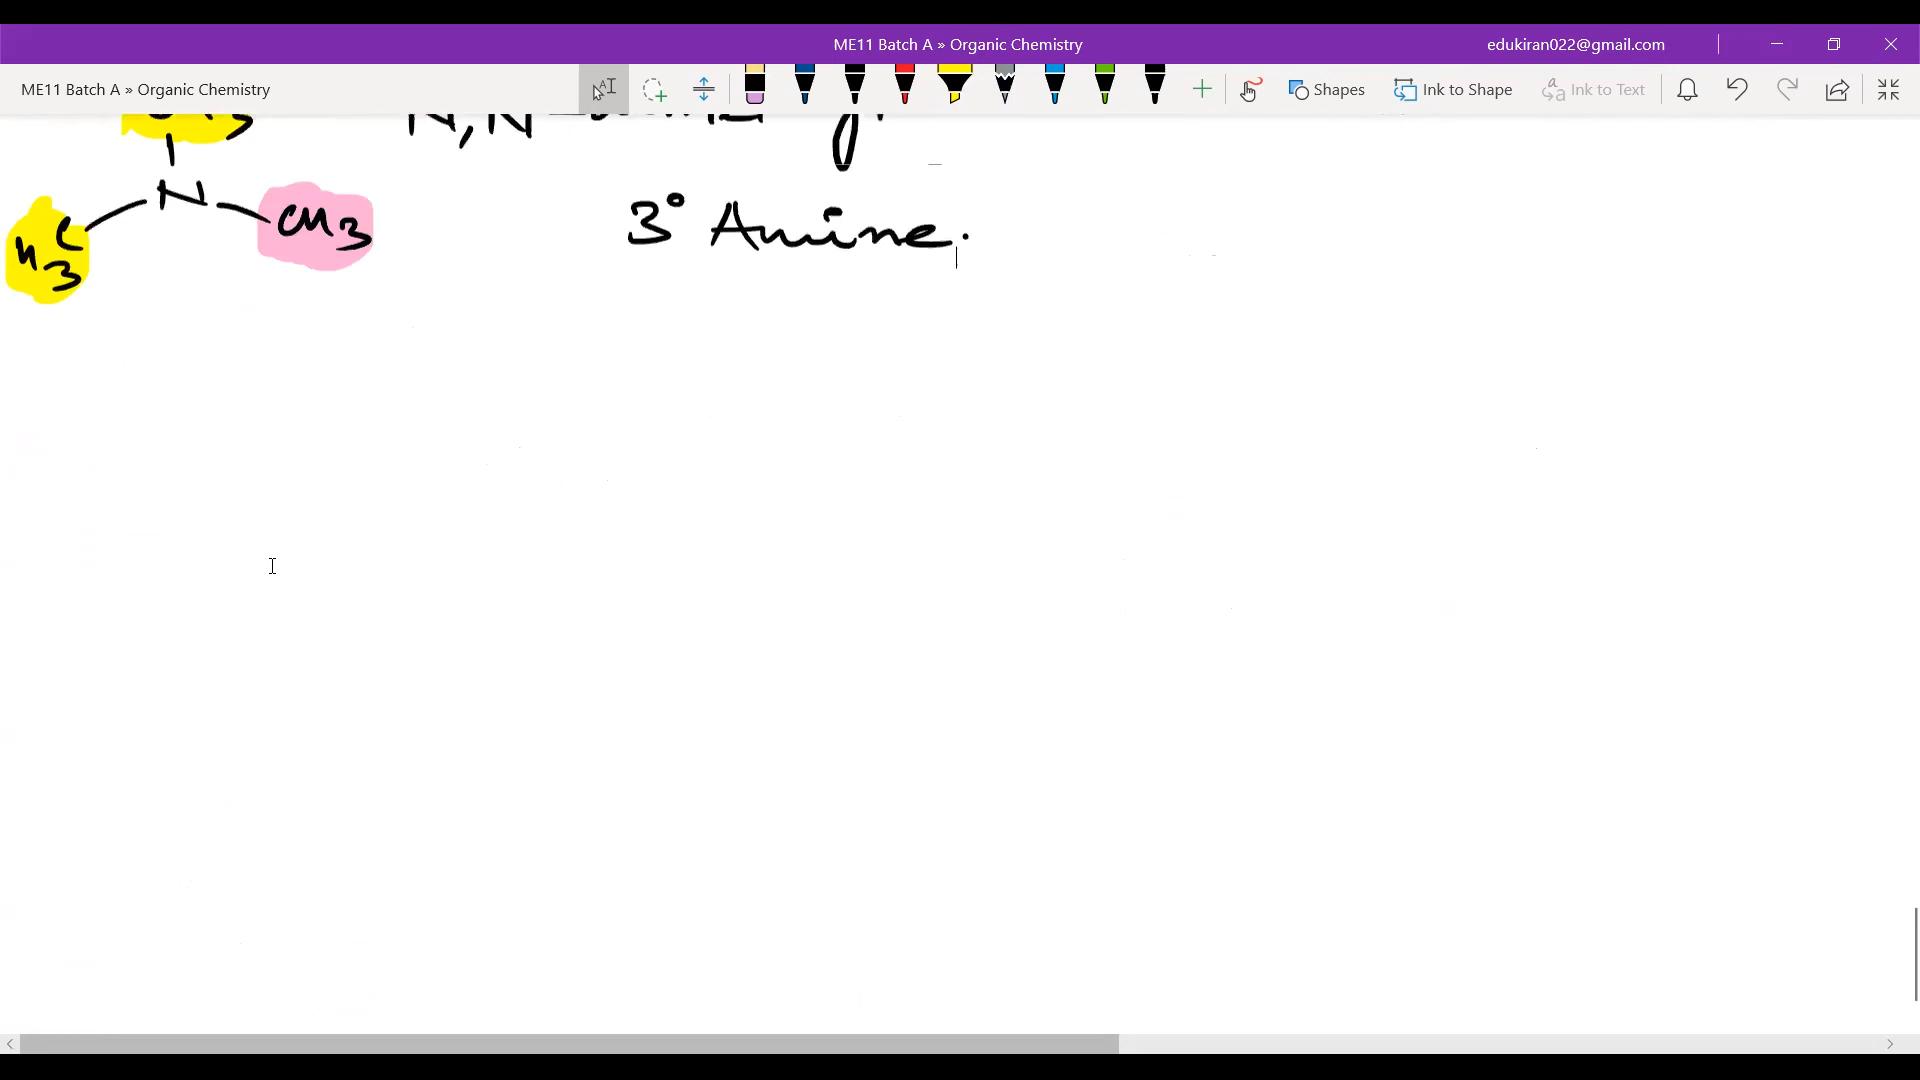 ME11 Batch A » Organic Chemistry
edukiran022@gmail.com
ME11 Batch A » Organic Chemistry
Shapes
Ink to Shape
Ink to Text
N,N
N
H3C
CH3
3° Amine.